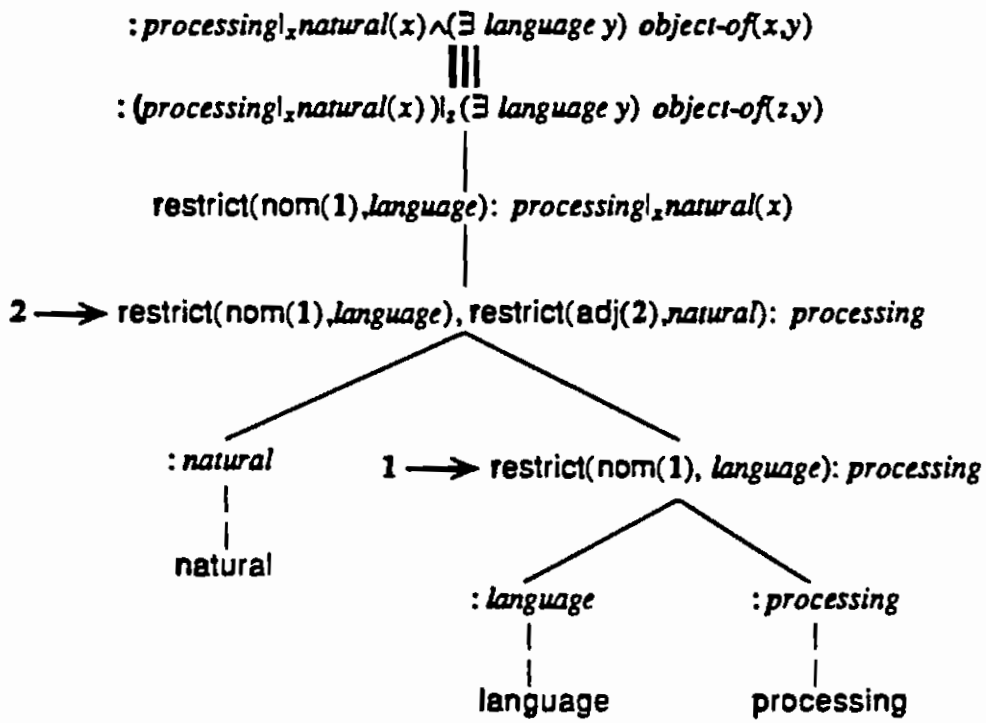 :processing|ₓnatural(x)∧(∃ language y) object-of(x,y)
:(processing|ₓnatural(x))|_z(∃ language y) object-of(z,y)
restrict(nom(1),language): processing|ₓnatural(x)
2 → restrict(nom(1),language), restrict(adj(2),natural): processing
:natural
1 → restrict(nom(1), language): processing
natural
:language :processing
language processing